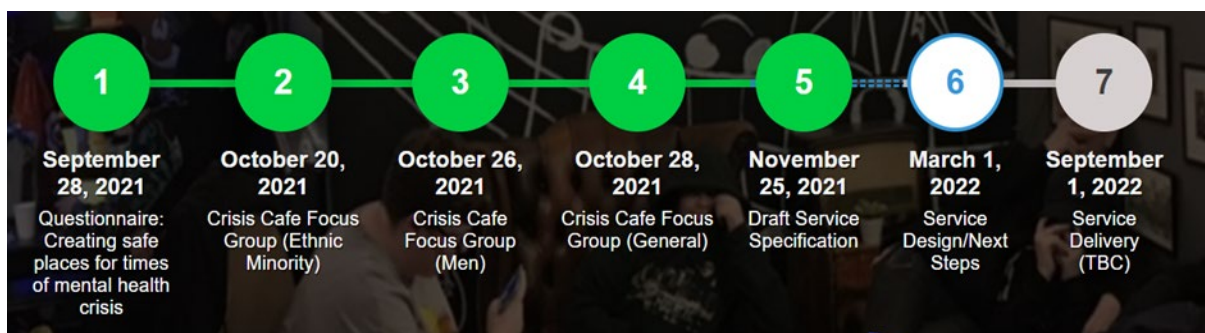 1
2
3
4
5
6
7
September
28, 2021
Questionnaire:
Creating safe
places for times
of mental health
crisis
October 20,
2021
Crisis Cafe Focus
Group (Ethnic
Minority)
October 26,
2021
Crisis Cafe
Focus Group
(Men)
October 28,
2021
Crisis Cafe Focus
Group (General)
November
25, 2021
Draft Service
Specification
March 1,
2022
Service
Design/Next
Steps
September
1, 2022
Service
Delivery
(TBC)